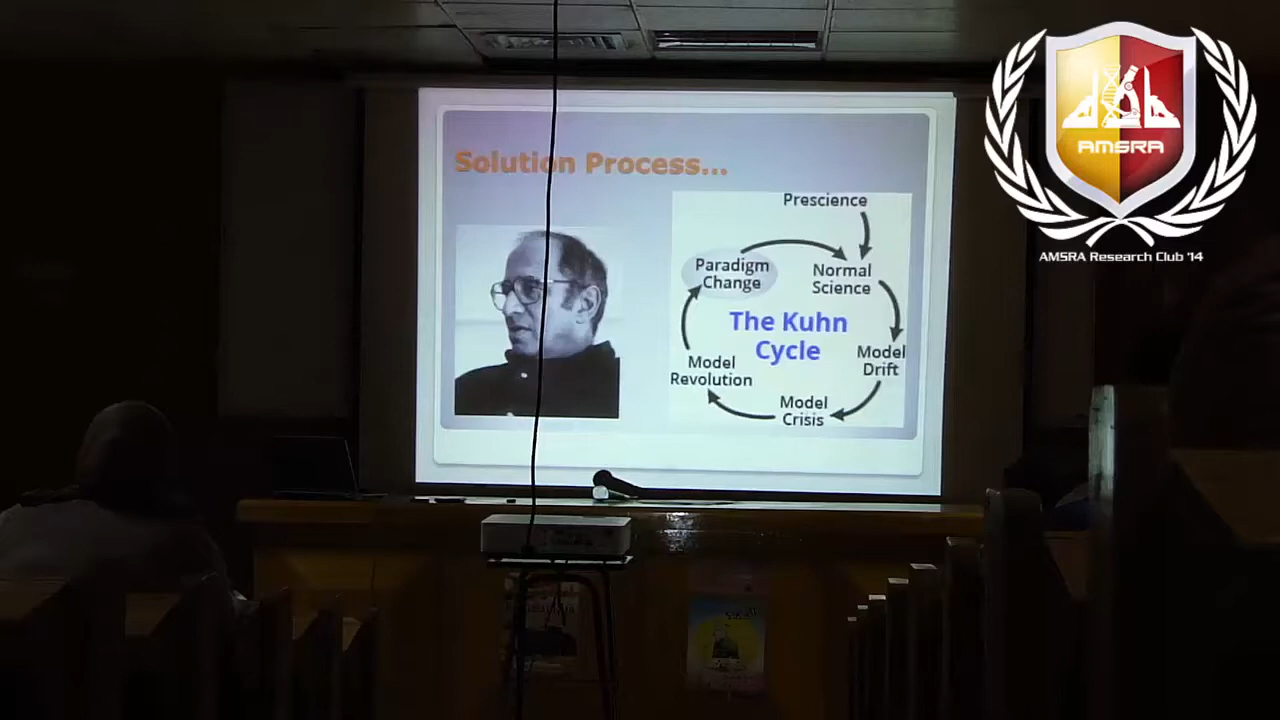 Solution Process...
Prescience
Paradigm
Change
Normal
Science
The Kuhn
Cycle
Model
Drift
Model
Revolution
Model
Crisis
AMSRA
AMSRA Research Club '14